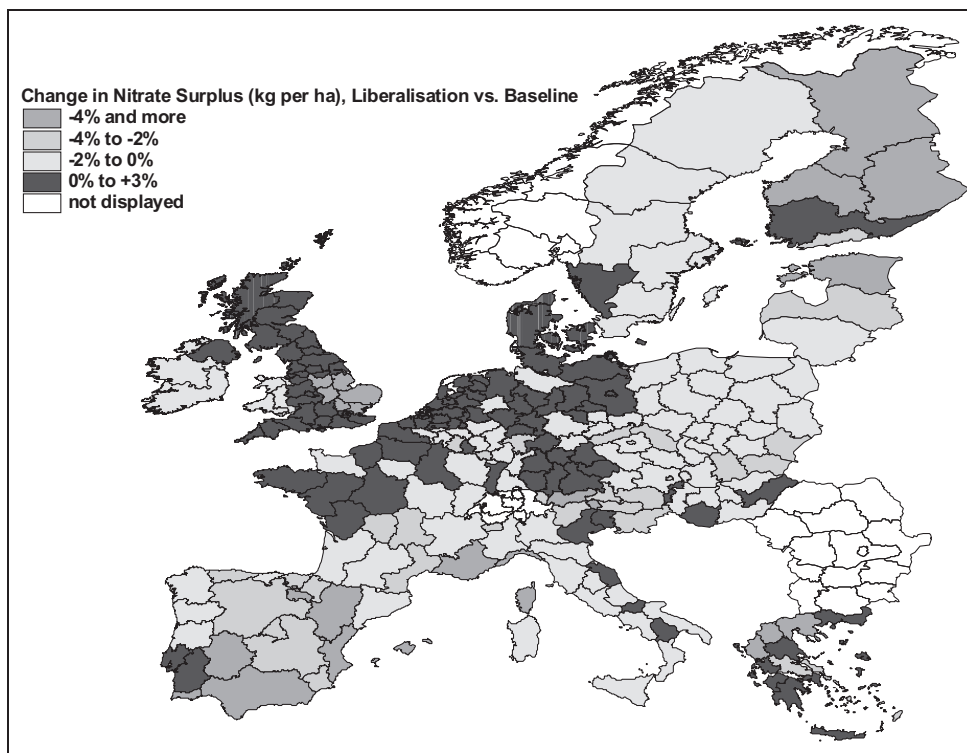 Change in Nitrate Surplus (kg per ha), Liberalisation vs. Baseline
-4% and more
-4% to -2%
-2% to 0%
0% to +3%
not displayed